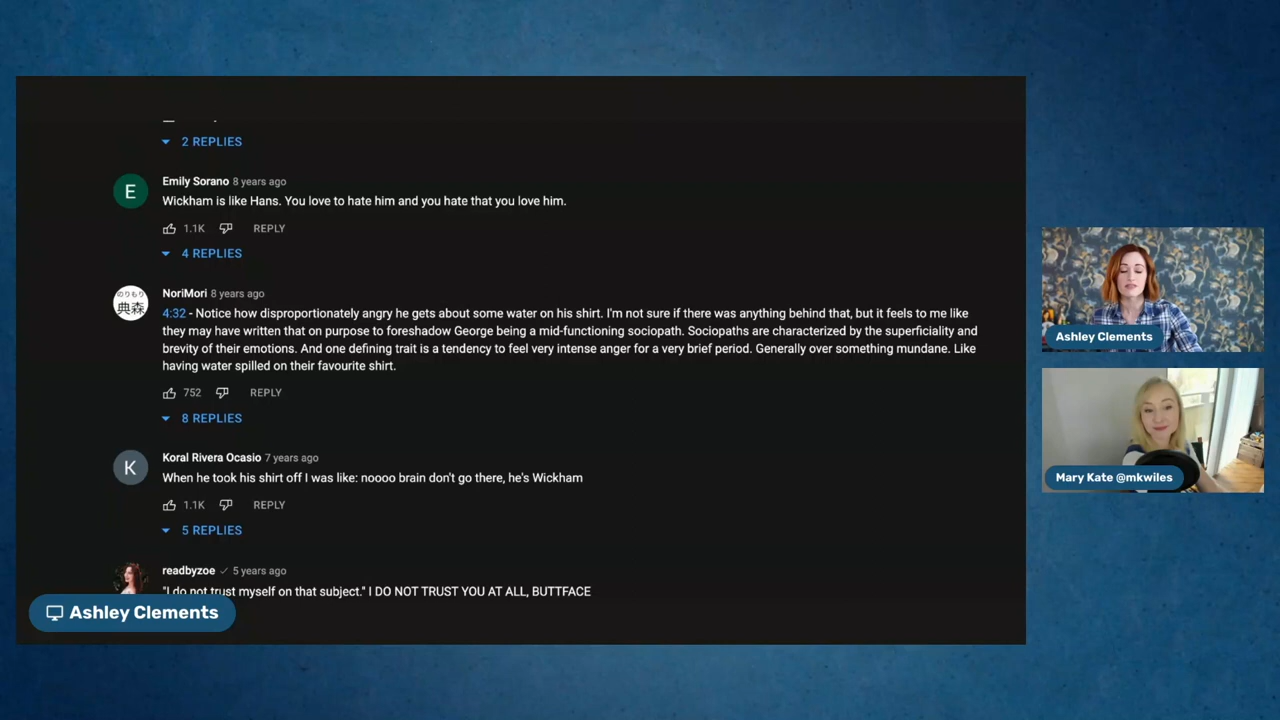 2 REPLIES
E
Emily Sorano 8 years ago
Wickham is like Hans. You love to hate him and you hate that you love him.
1.1K REPLY
4 REPLIES
のりもり
典森
NoriMori 8 years ago
4:32 - Notice how disproportionately angry he gets about some water on his shirt. I'm not sure if there was anything behind that, but it feels to me like
they may have written that on purpose to foreshadow George being a mid-functioning sociopath. Sociopaths are characterized by the superficiality and
brevity of their emotions. And one defining trait is a tendency to feel very intense anger for a very brief period. Generally over something mundane. Like
having water spilled on their favourite shirt.
752 REPLY
8 REPLIES
K
Koral Rivera Ocasio 7 years ago
When he took his shirt off I was like: noooo brain don't go there, he's Wickham
1.1K REPLY
5 REPLIES
readbyzoe 5 years ago
"I do not trust myself on that subject." I DO NOT TRUST YOU AT ALL, BUTTFACE
Ashley Clements
Ashley Clements
Mary Kate @mkwiles